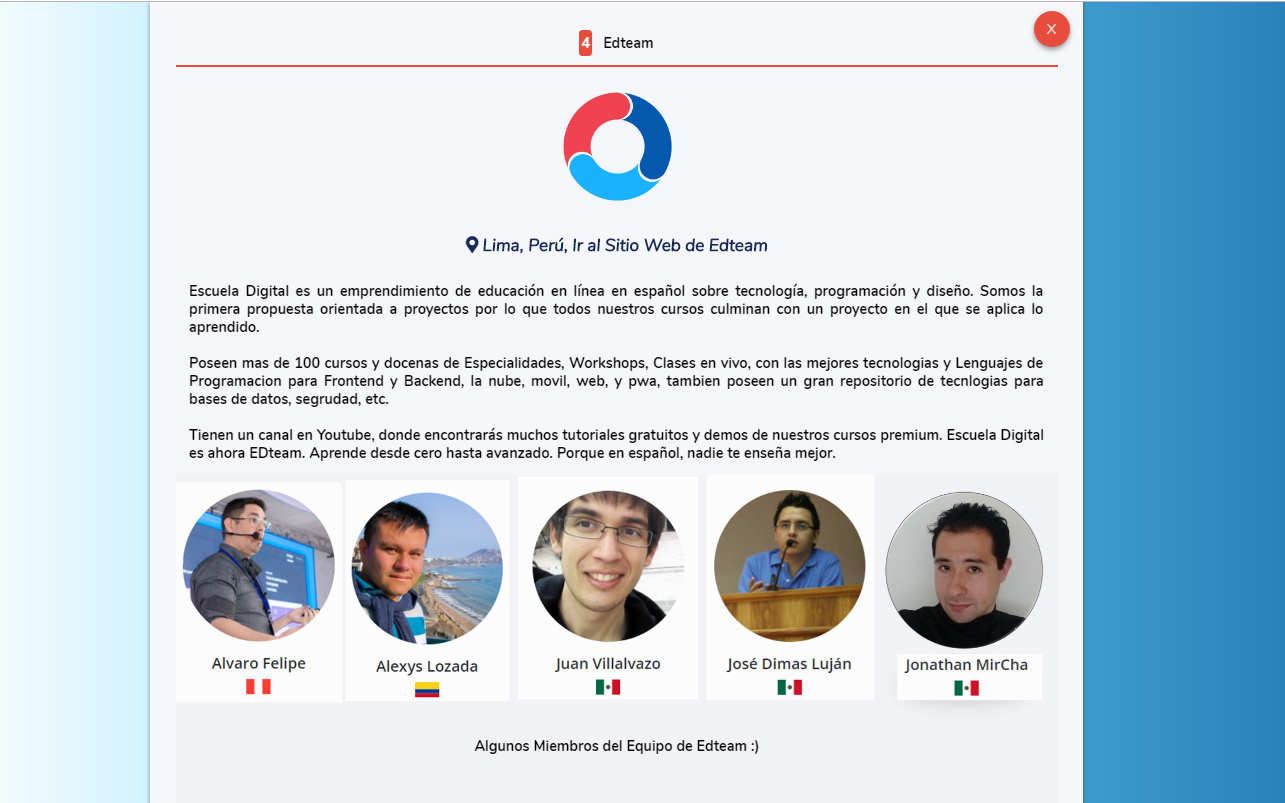 X
4 Edteam
Lima, Perú, Ir al Sitio Web de Edteam
Escuela Digital es un emprendimiento de educación en línea en español sobre tecnología, programación y diseño. Somos la
primera propuesta orientada a proyectos por lo que todos nuestros cursos culminan con un proyecto en el que se aplica lo
aprendido.
Poseen mas de 100 cursos y docenas de Especialidades, Workshops, Clases en vivo, con las mejores tecnologias y Lenguajes de
Programacion para Frontend y Backend, la nube, movil, web, y pwa, tambien poseen un gran repositorio de tecnlogias para
bases de datos, segrudad, etc.
Tienen un canal en Youtube, donde encontrarás muchos tutoriales gratuitos y demos de nuestros cursos premium. Escuela Digital
es ahora EDteam. Aprende desde cero hasta avanzado. Porque en español, nadie te enseña mejor.
Alvaro Felipe
Alexys Lozada
Juan Villalvazo
José Dimas Luján
Jonathan MirCha
Algunos Miembros del Equipo de Edteam :)